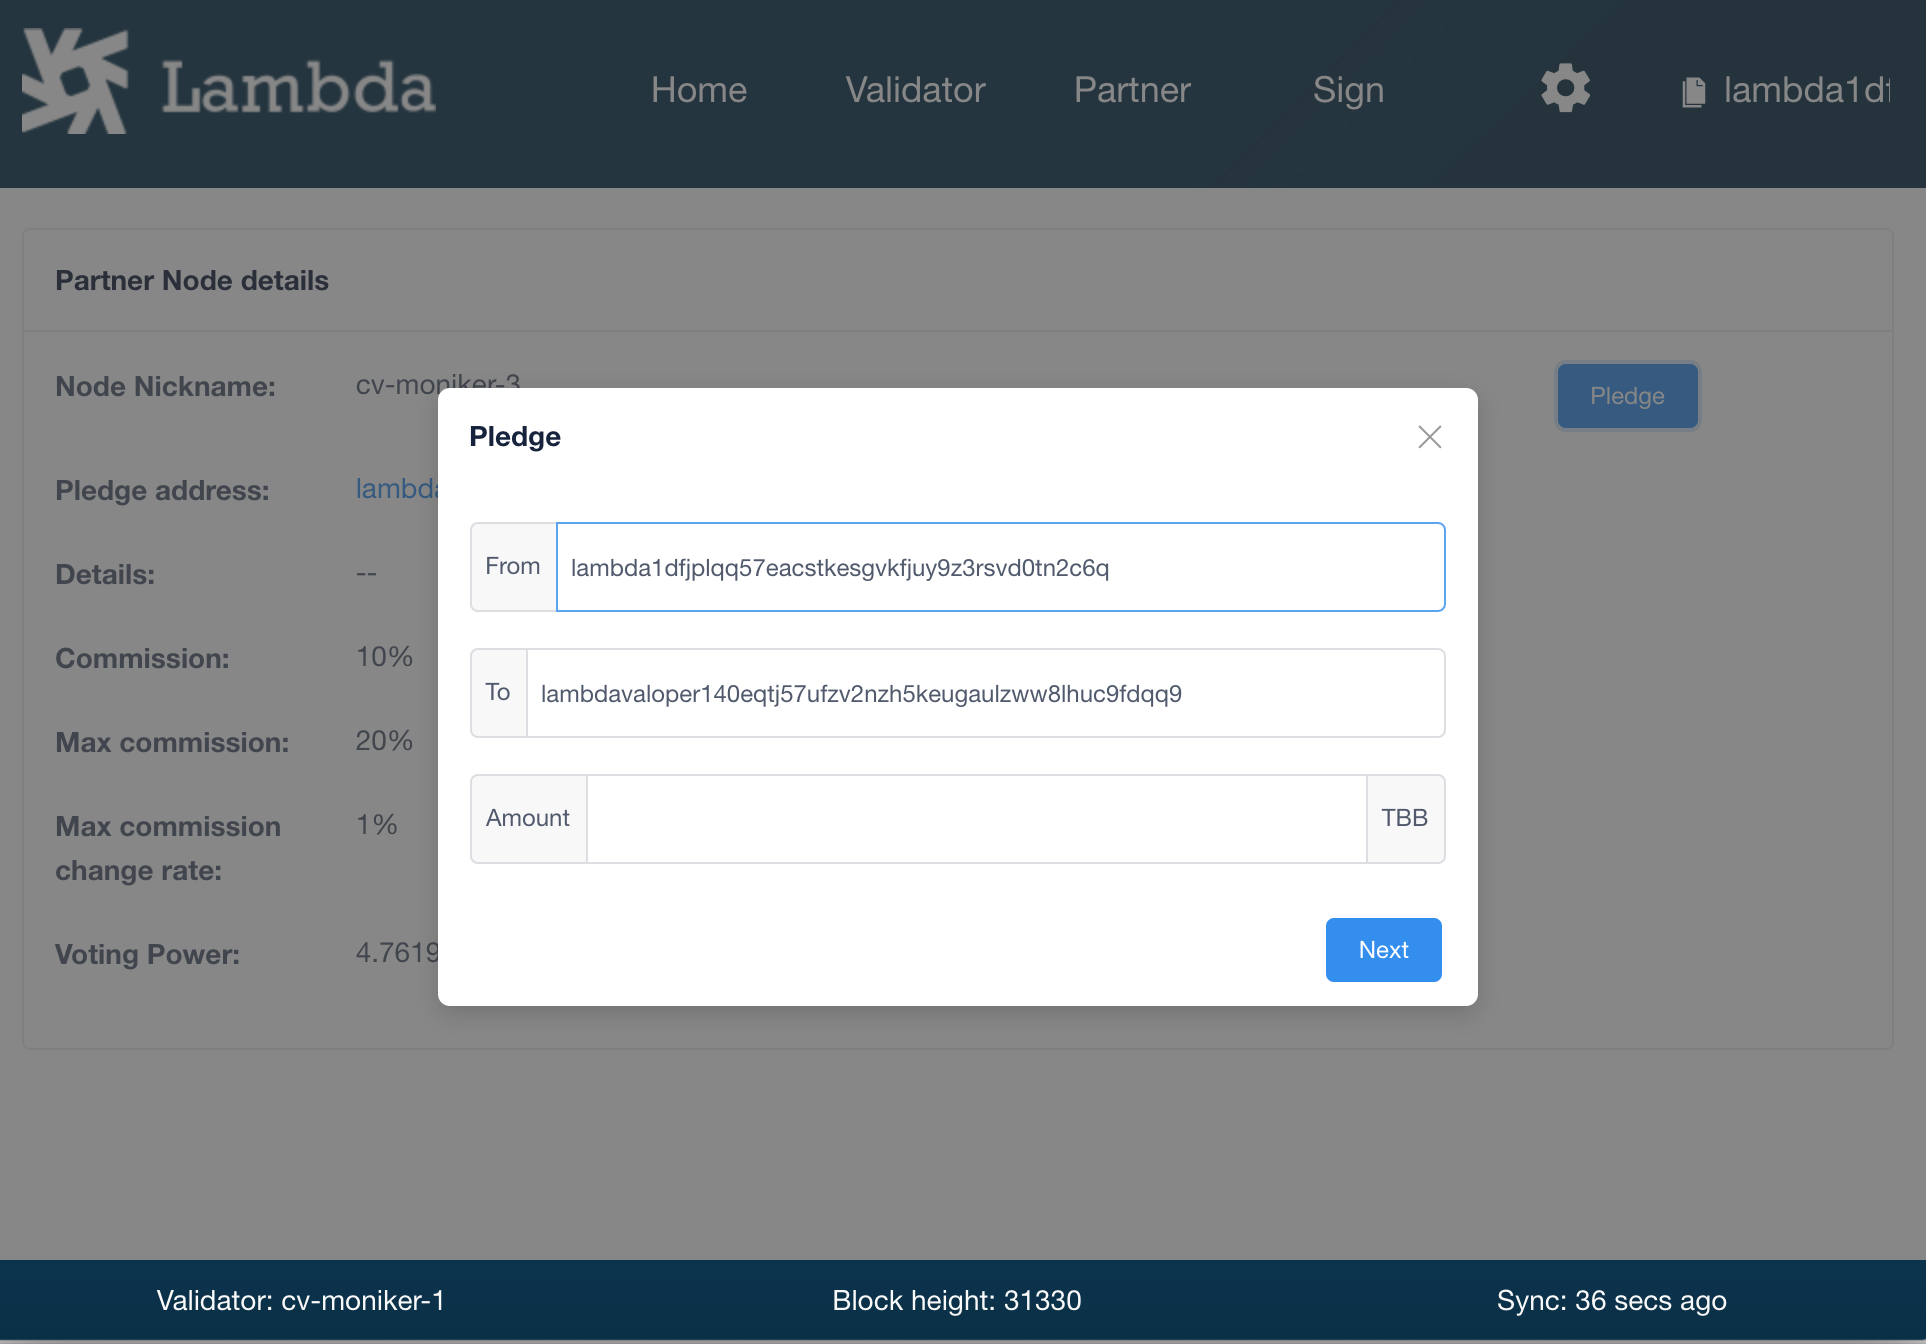 Lambda
Home Validator Partner Sign lambda1df
Partner Node details
Node Nickname: cv-moniker-3
Pledge
Pledge
Pledge address: lambda
From lambda1dfjplqq57eacstkesgvkfjuy9z3rsvd0tn2c6q
Details: --
Commission: 10%
To lambdavaloper140eqtj57ufzv2nzh5keugaulzww8lhuc9fdqq9
Max commission: 20%
Max commission
change rate:
1%
Amount TBB
Voting Power: 4.7619
Next
Validator: cv-moniker-1 Block height: 31330 Sync: 36 secs ago